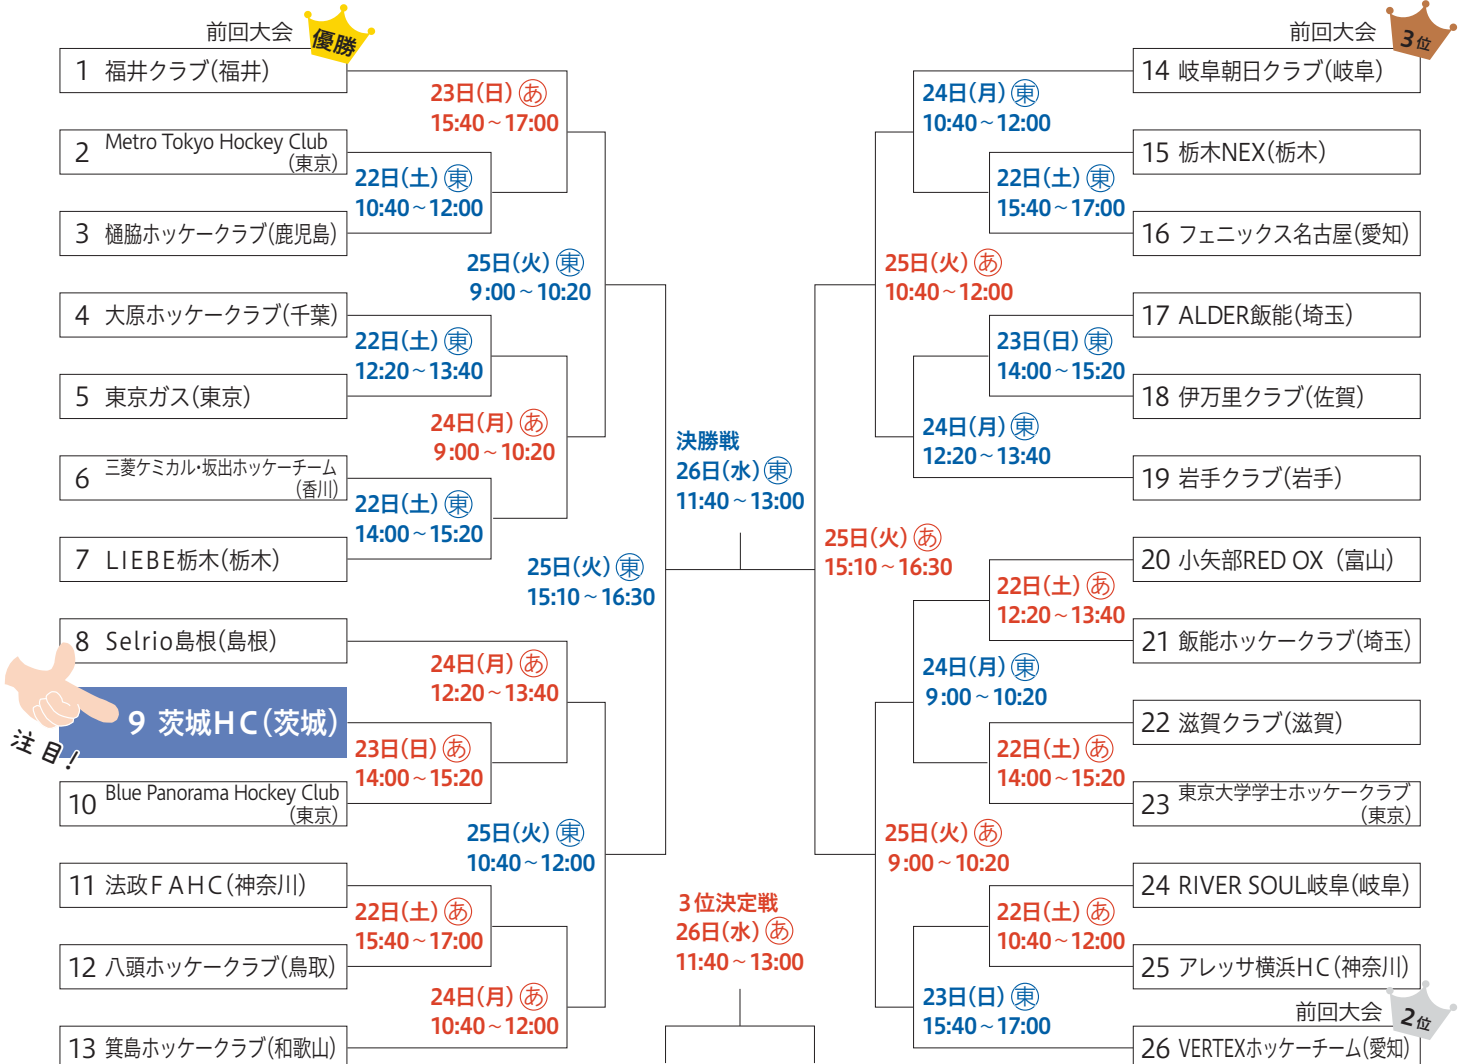 前回大会
優勝
1 福井クラブ(福井)
23日(日) あ
15:40～17:00
2 Metro Tokyo Hockey Club
(東京)
22日(土) 東
10:40～12:00
3 樋脇ホッケークラブ(鹿児島)
25日(火) 東
9:00～10:20
4 大原ホッケークラブ(千葉)
22日(土) 東
12:20～13:40
5 東京ガス(東京)
24日(月) あ
9:00～10:20
6 三菱ケミカル・坂出ホッケーチーム
(香川)
22日(土) 東
14:00～15:20
7 LIEBE栃木(栃木)
25日(火) 東
15:10～16:30
8 Selrio島根(島根)
24日(月) あ
12:20～13:40
注目!
9 茨城HC(茨城)
23日(日) あ
14:00～15:20
10 Blue Panorama Hockey Club
(東京)
25日(火) 東
10:40～12:00
11 法政FAHC(神奈川)
22日(土) あ
15:40～17:00
12 八頭ホッケークラブ(鳥取)
24日(月) あ
10:40～12:00
13 箕島ホッケークラブ(和歌山)
決勝戦
26日(水) 東
11:40～13:00
3位決定戦
26日(水) あ
11:40～13:00
前回大会
3位
14 岐阜朝日クラブ(岐阜)
24日(月) 東
10:40～12:00
15 栃木NEX(栃木)
22日(土) 東
15:40～17:00
16 フェニックス名古屋(愛知)
25日(火) あ
10:40～12:00
17 ALDER飯能(埼玉)
23日(日) 東
14:00～15:20
18 伊万里クラブ(佐賀)
24日(月) 東
12:20～13:40
19 岩手クラブ(岩手)
25日(火) あ
15:10～16:30
20 小矢部RED OX（富山）
22日(土) あ
12:20～13:40
21 飯能ホッケークラブ(埼玉)
24日(月) 東
9:00～10:20
22 滋賀クラブ(滋賀)
22日(土) あ
14:00～15:20
23 東京大学学士ホッケークラブ
(東京)
25日(火) あ
9:00～10:20
24 RIVER SOUL岐阜(岐阜)
22日(土) あ
10:40～12:00
25 アレッサ横浜HC(神奈川)
23日(日) 東
15:40～17:00
前回大会
2位
26 VERTEXホッケーチーム(愛知)